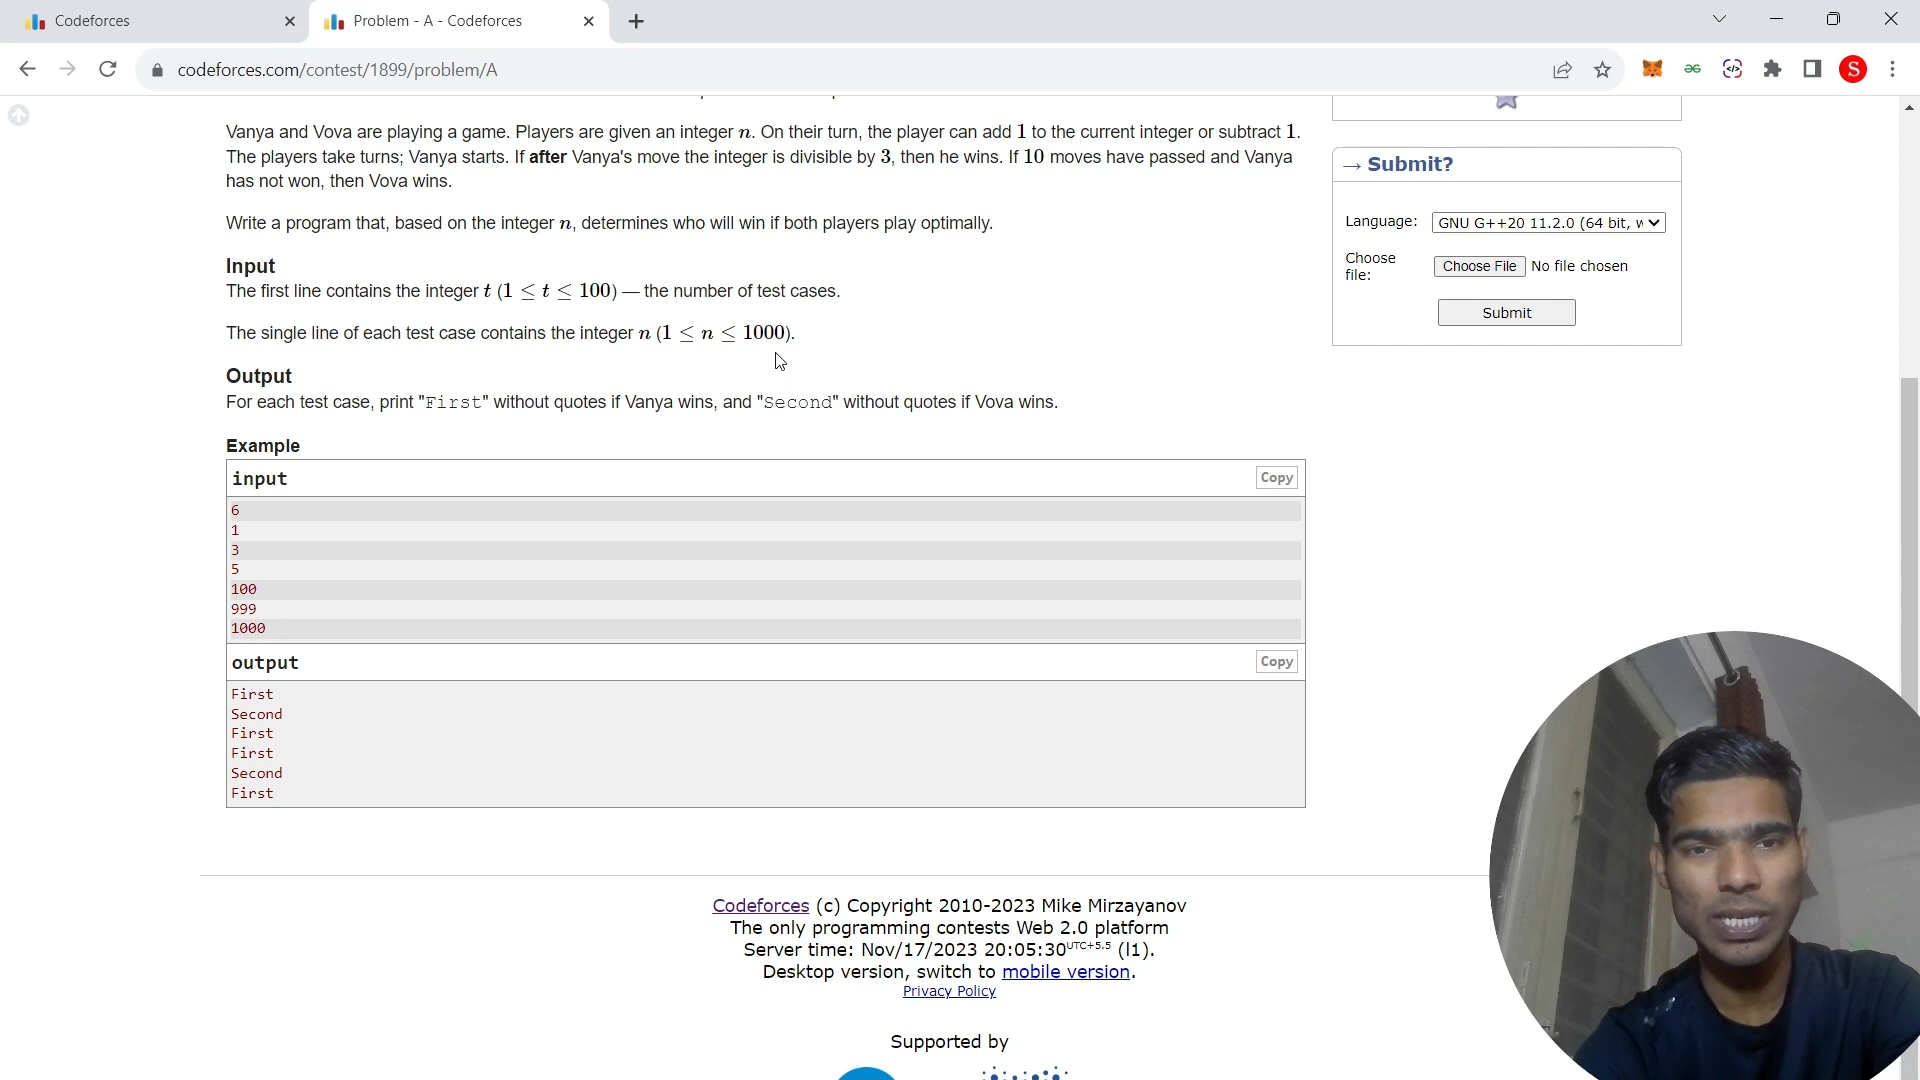 Codeforces
Problem - A - Codeforces
codeforces.com/contest/1899/problem/A
S
Vanya and Vova are playing a game. Players are given an integer n. On their turn, the player can add 1 to the current integer or subtract 1.
The players take turns; Vanya starts. If after Vanya's move the integer is divisible by 3, then he wins. If 10 moves have passed and Vanya
has not won, then Vova wins.
Write a program that, based on the integer n, determines who will win if both players play optimally.
Input
The first line contains the integer t (1 ≤ t ≤ 100) — the number of test cases.
The single line of each test case contains the integer n (1 ≤ n ≤ 1000).
Output
For each test case, print "First" without quotes if Vanya wins, and "Second" without quotes if Vova wins.
Example
input
Copy
6
1
3
5
100
999
1000
output
Copy
First
Second
First
First
Second
First
→ Submit?
Language: GNU G++20 11.2.0 (64 bit, w
Choose
file:
Choose File No file chosen
Submit
Codeforces (c) Copyright 2010-2023 Mike Mirzayanov
The only programming contests Web 2.0 platform
Server time: Nov/17/2023 20:05:30UTC+5.5 (l1).
Desktop version, switch to mobile version.
Privacy Policy
Supported by